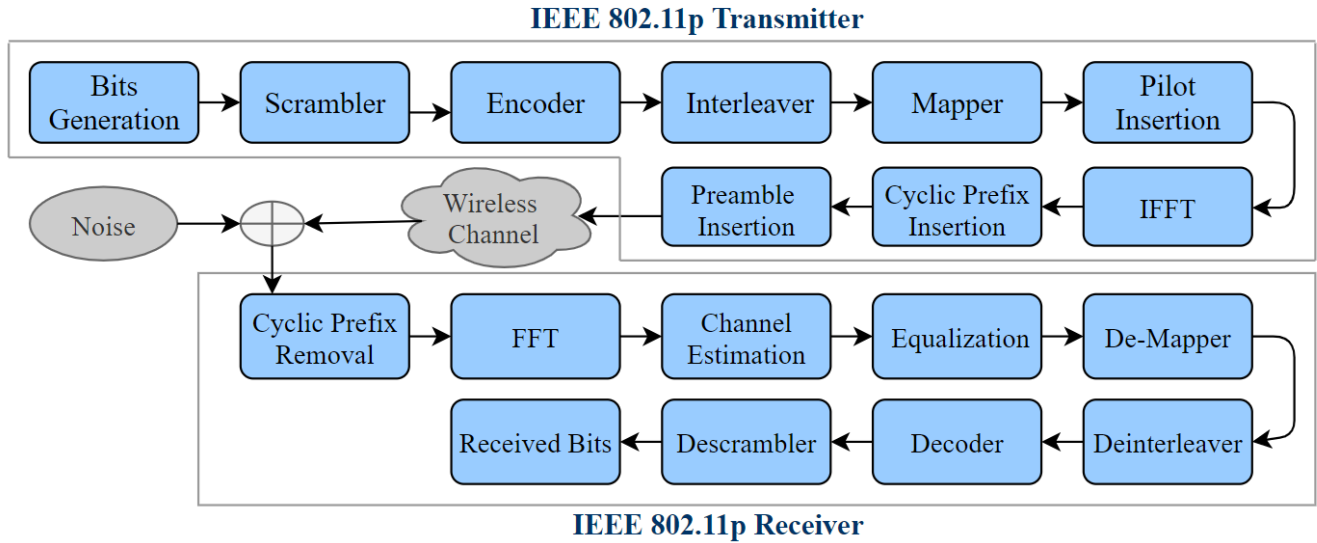 IEEE 802.11p Transmitter
Bits
Generation
Scrambler
Encoder
Interleaver
Mapper
Pilot
Insertion
IFFT
Cyclic Prefix
Insertion
Preamble
Insertion
Wireless
Channel
Noise
Cyclic Prefix
Removal
FFT
Channel
Estimation
Equalization
De-Mapper
Deinterleaver
Decoder
Descrambler
Received Bits
IEEE 802.11p Receiver